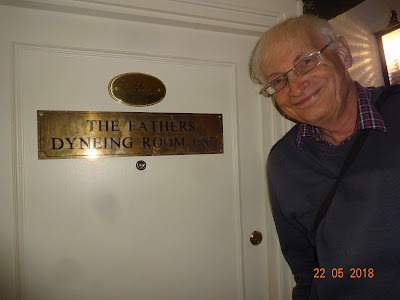 THE FATHERS
DYNEING ROOM
22 05 2018